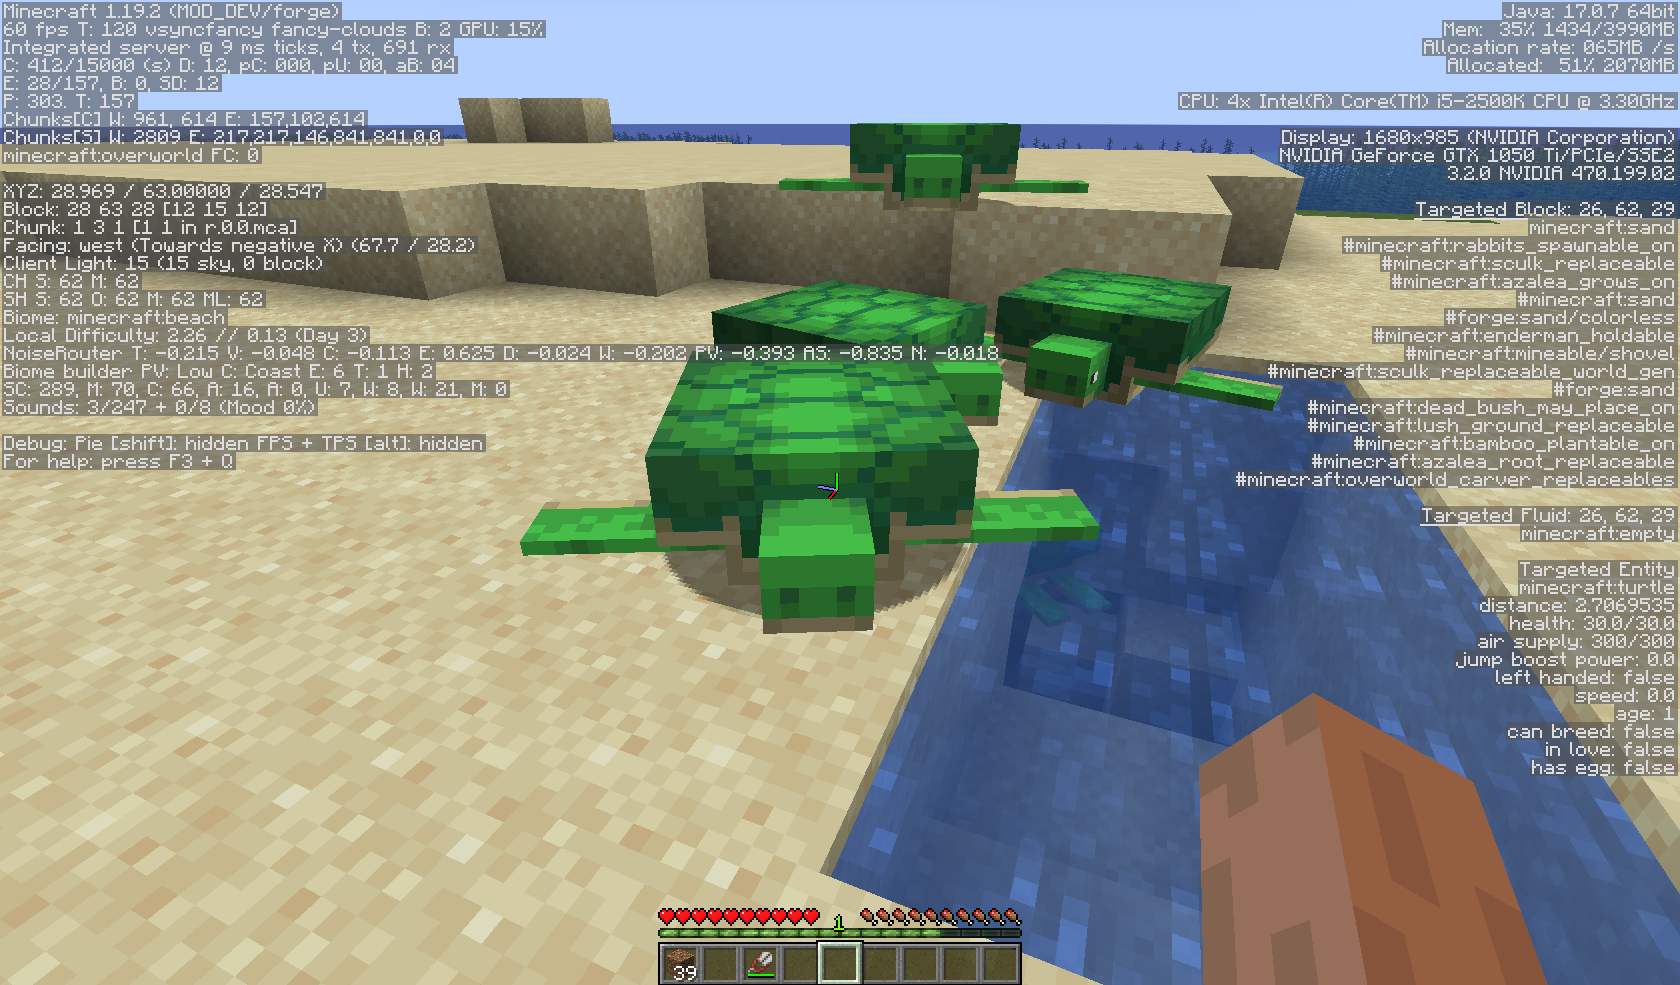 Minecraft 1.19.2 (MOD_DEV/forge)
60 fps T: 120 vsyncfancy fancy-clouds B: 2 GPU: 15%
Integrated server @ 9 ms ticks, 4 tx, 691 rx
C: 412/15000 (s) D: 12, pC: 000, pU: 00, aB: 04
E: 28/157, B: 0, SD: 12
P: 303. T: 157
Chunks[C] W: 961, 614 E: 157,102,614
Chunks[S] W: 2809 E: 217,217,146,841,841,0,0
minecraft:overworld FC: 0
XYZ: 28.969 / 63.00000 / 28.547
Block: 28 63 28 [12 15 12]
Chunk: 1 3 1 [1 1 in r.0.0.mca]
Facing: west (Towards negative X) (67.7 / 28.2)
Client Light: 15 (15 sky, 0 block)
CH S: 62 M: 62
SH S: 62 O: 62 M: 62 ML: 62
Biome: minecraft:beach
Local Difficulty: 2.26 // 0.13 (Day 3)
NoiseRouter T: -0.215 V: -0.048 C: -0.113 E: 0.625 D: -0.024 W: -0.202 PV: -0.393 AS: -0.835 N: -0.018
Biome builder PV: Low C: Coast E: 6 T: 1 H: 2
SC: 289, M: 70, C: 66, A: 16, A: 0, U: 7, W: 8, W: 21, M: 0
Sounds: 3/247 + 0/8 (Mood 0%)
Debug: Pie [shift]: hidden FPS + TPS [alt]: hidden
For help: press F3 + Q
Java: 17.0.7 64bit
Mem: 35% 1434/3990MB
Allocation rate: 065MB /s
Allocated: 51% 2070MB
CPU: 4x Intel(R) Core(TM) i5-2500K CPU @ 3.30GHz
Display: 1680x985 (NVIDIA Corporation)
NVIDIA GeForce GTX 1050 Ti/PCIe/SSE2
3.2.0 NVIDIA 470.199.02
Targeted Block: 26, 62, 29
minecraft:sand
#minecraft:rabbits_spawnable_on
#minecraft:sculk_replaceable
#minecraft:azalea_grows_on
#minecraft:sand
#forge:sand/colorless
#minecraft:enderman_holdable
#minecraft:mineable/shovel
#minecraft:sculk_replaceable_world_gen
#forge:sand
#minecraft:dead_bush_may_place_on
#minecraft:lush_ground_replaceable
#minecraft:bamboo_plantable_on
#minecraft:azalea_root_replaceable
#minecraft:overworld_carver_replaceables
Targeted Fluid: 26, 62, 29
minecraft:empty
Targeted Entity
minecraft:turtle
distance: 2.7069535
health: 30.0/30.0
air supply: 300/300
jump boost power: 0.0
left handed: false
speed: 0.0
age: 1
can breed: false
in love: false
has egg: false
1
39